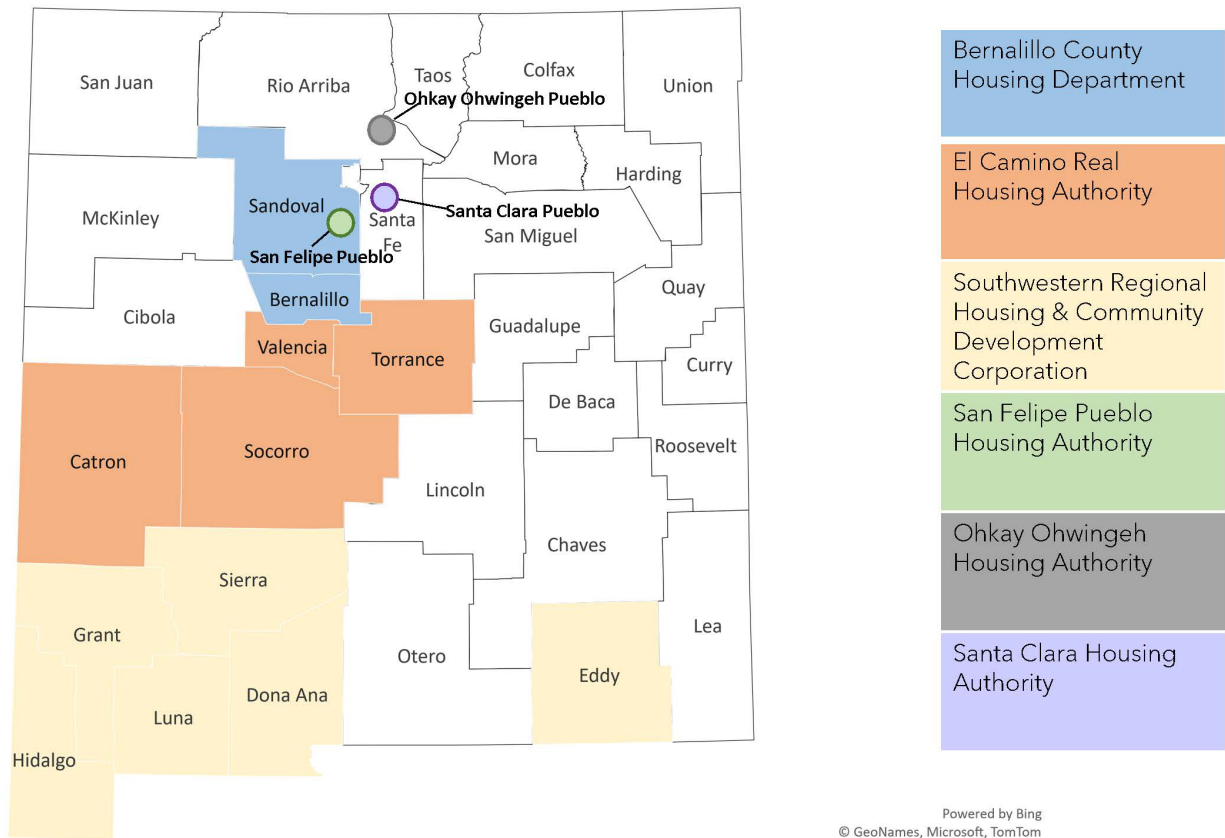 San Juan
Rio Arriba
Taos
Colfax
Union
Ohkay Ohwingeh Pueblo
Mora
Harding
McKinley
Sandoval
Santa Clara Pueblo
Santa
Fe
San Miguel
San Felipe Pueblo
Quay
Bernalillo
Cibola
Guadalupe
Valencia
Torrance
Curry
De Baca
Roosevelt
Catron
Socorro
Lincoln
Chaves
Sierra
Grant
Lea
Otero
Eddy
Dona Ana
Luna
Hidalgo
Bernalillo County
Housing Department
El Camino Real
Housing Authority
Southwestern Regional
Housing & Community
Development
Corporation
San Felipe Pueblo
Housing Authority
Ohkay Ohwingeh
Housing Authority
Santa Clara Housing
Authority
Powered by Bing
© GeoNames, Microsoft, TomTom